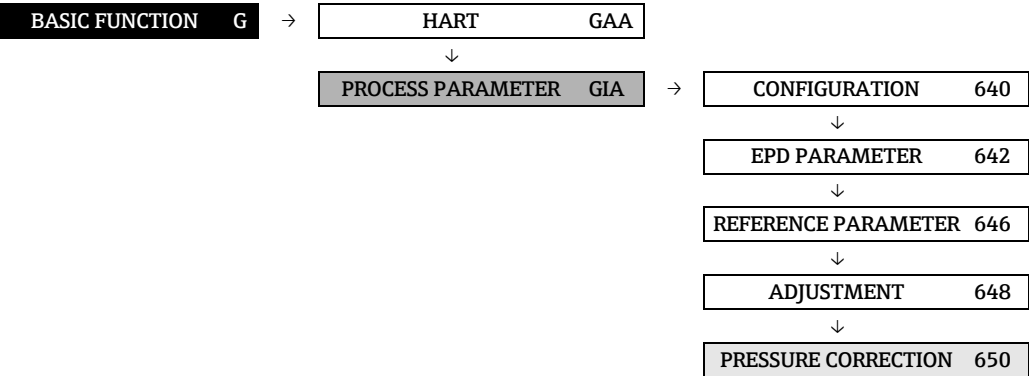 BASIC FUNCTION G → HART GAA
↓
PROCESS PARAMETER GIA → CONFIGURATION 640
↓
EPD PARAMETER 642
↓
REFERENCE PARAMETER 646
↓
ADJUSTMENT 648
↓
PRESSURE CORRECTION 650